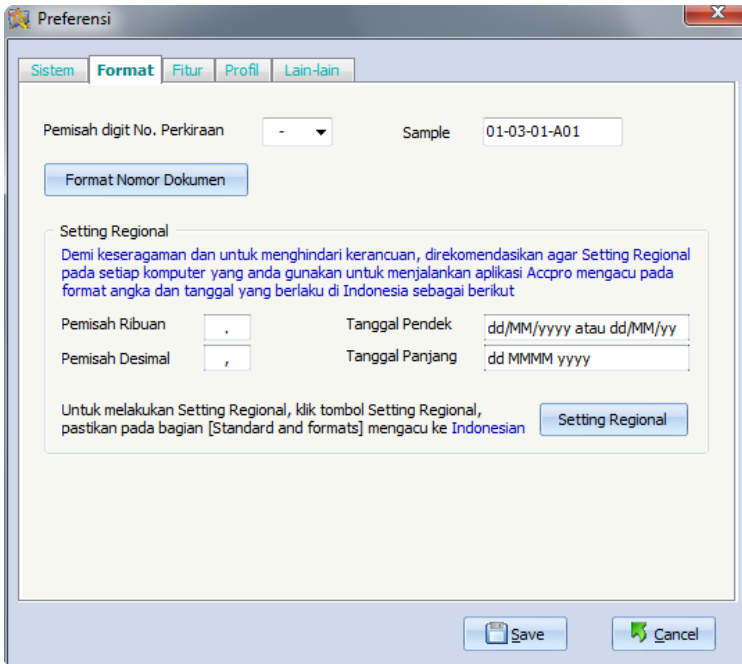 Preferensi
x
Sistem Format Fitur Profil Lain-lain
Pemisah digit No. Perkiraan - Sample 01-03-01-A01
Format Nomor Dokumen
Setting Regional
Demi keseragaman dan untuk menghindari kerancuan, direkomendasikan agar Setting Regional
pada setiap komputer yang anda gunakan untuk menjalankan aplikasi Accpro mengacu pada
format angka dan tanggal yang berlaku di Indonesia sebagai berikut
Pemisah Ribuan . Tanggal Pendek dd/MM/yyyy atau dd/MM/yy
Pemisah Desimal , Tanggal Panjang dd MMMM yyyy
Untuk melakukan Setting Regional, klik tombol Setting Regional,
pastikan pada bagian [Standard and formats] mengacu ke Indonesian
Setting Regional
Save Cancel